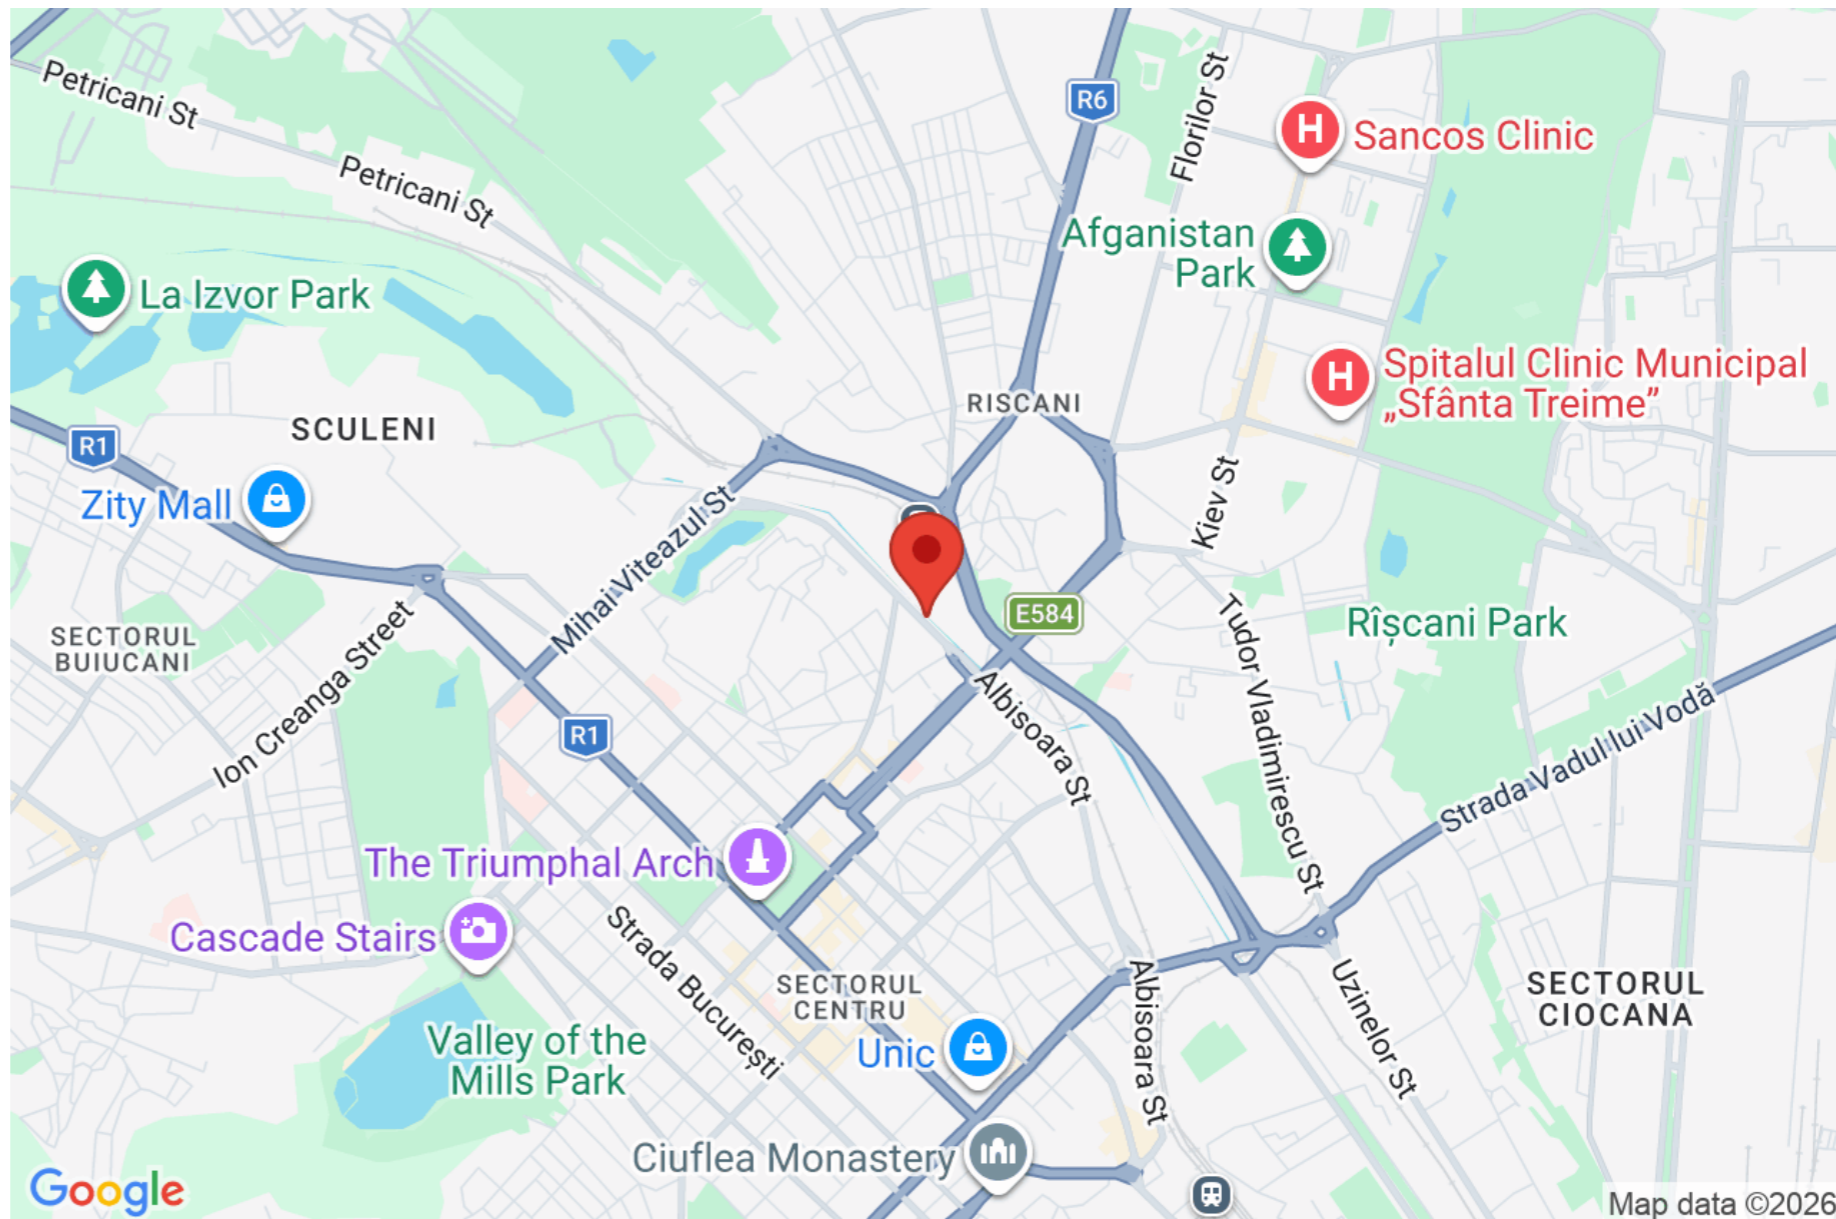 Petricani St
Petricani St
R6
Florilor St
H
Sancos Clinic
Afganistan
Park
La Izvor Park
H
Spitalul Clinic Municipal
„Sfânta Treime”
RISCANI
SCULENI
R1
Zity Mall
Mihai Viteazul St
Kiev St
E584
Tudor Vladimirescu St
Rîșcani Park
SECTORUL
BUIUCANI
Ion Creanga Street
R1
Albisoara St
Strada Vadul lui Vodă
The Triumphal Arch
Cascade Stairs
Strada București
SECTORUL
CENTRU
Albisoara St
Uzinelor St
SECTORUL
CIOCANA
Valley of the
Mills Park
Unic
Ciuflea Monastery
Google
Map data ©2026